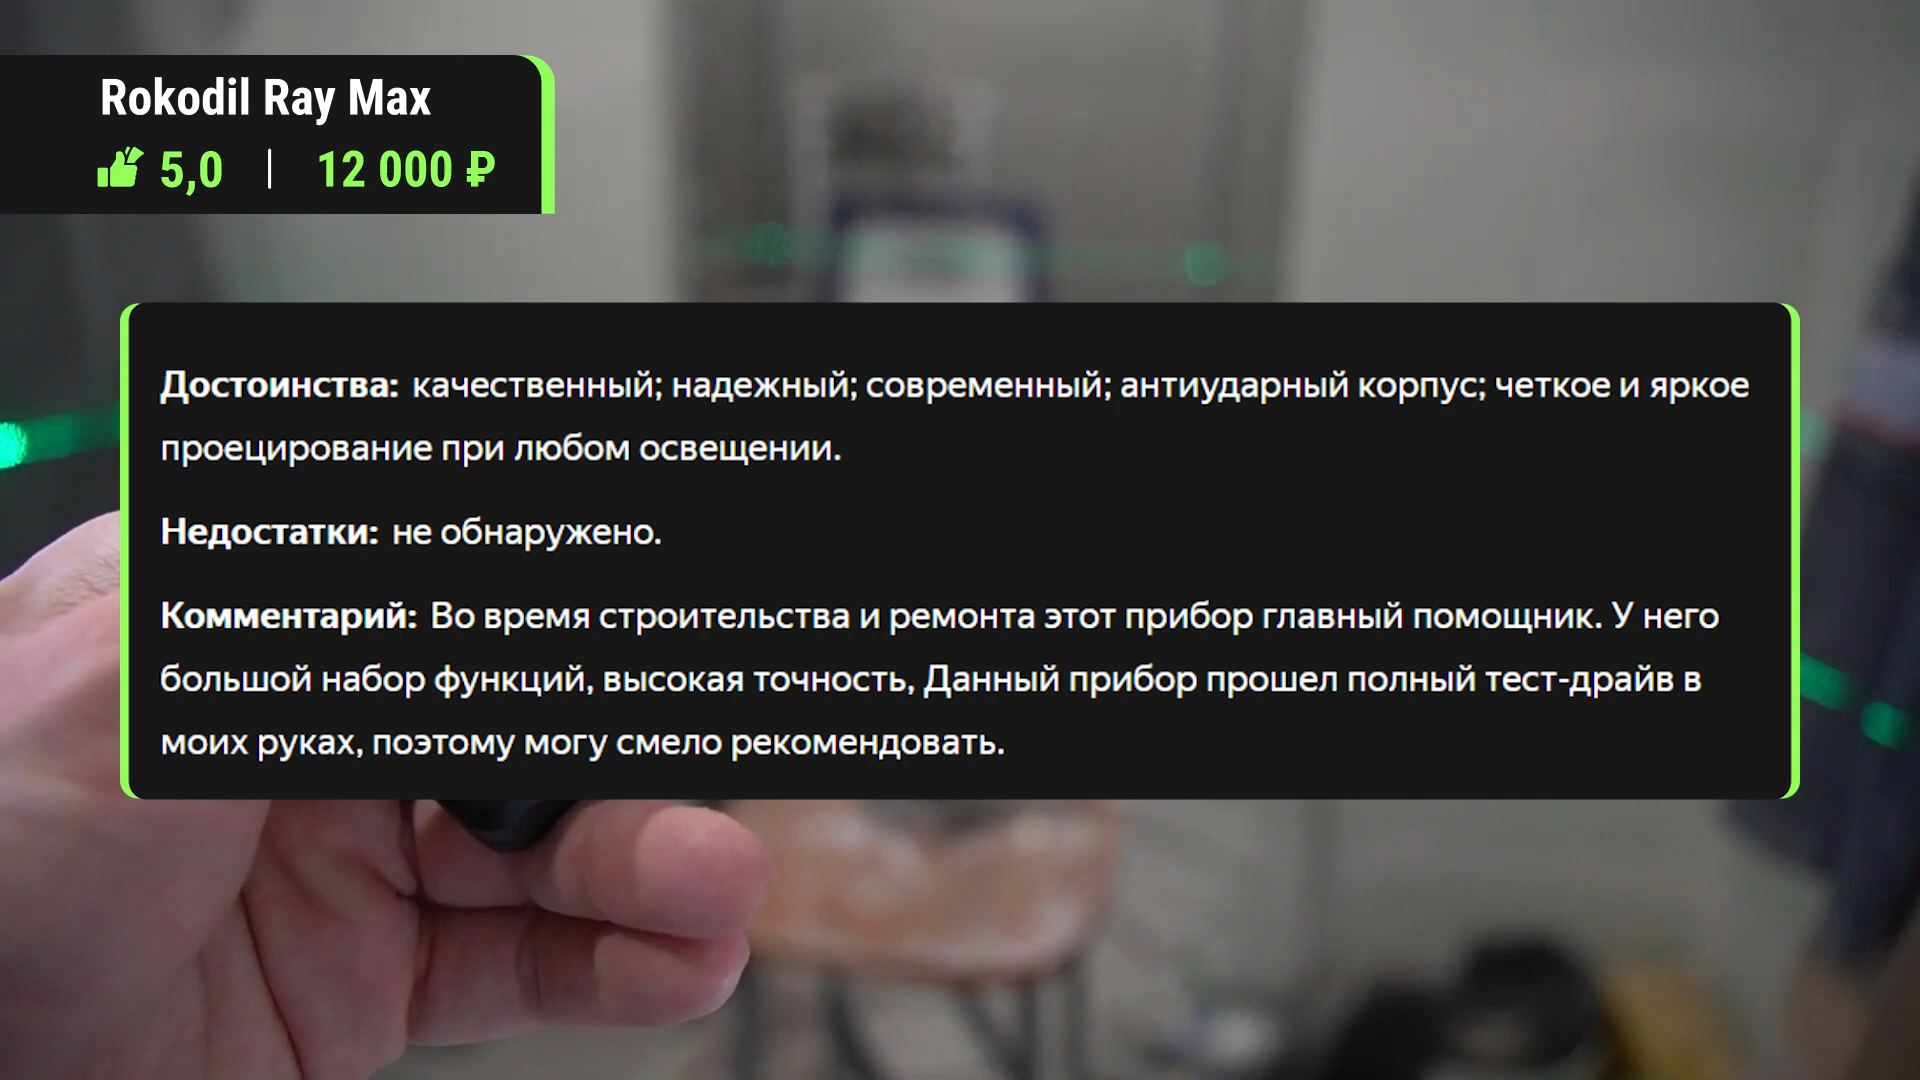 Rokodil Ray Max
5,0 | 12 000 ₽
Достоинства: качественный; надежный; современный; антиударный корпус; четкое и яркое
проецирование при любом освещении.
Недостатки: не обнаружено.
Комментарий: Во время строительства и ремонта этот прибор главный помощник. У него
большой набор функций, высокая точность, Данный прибор прошел полный тест-драйв в
моих руках, поэтому могу смело рекомендовать.